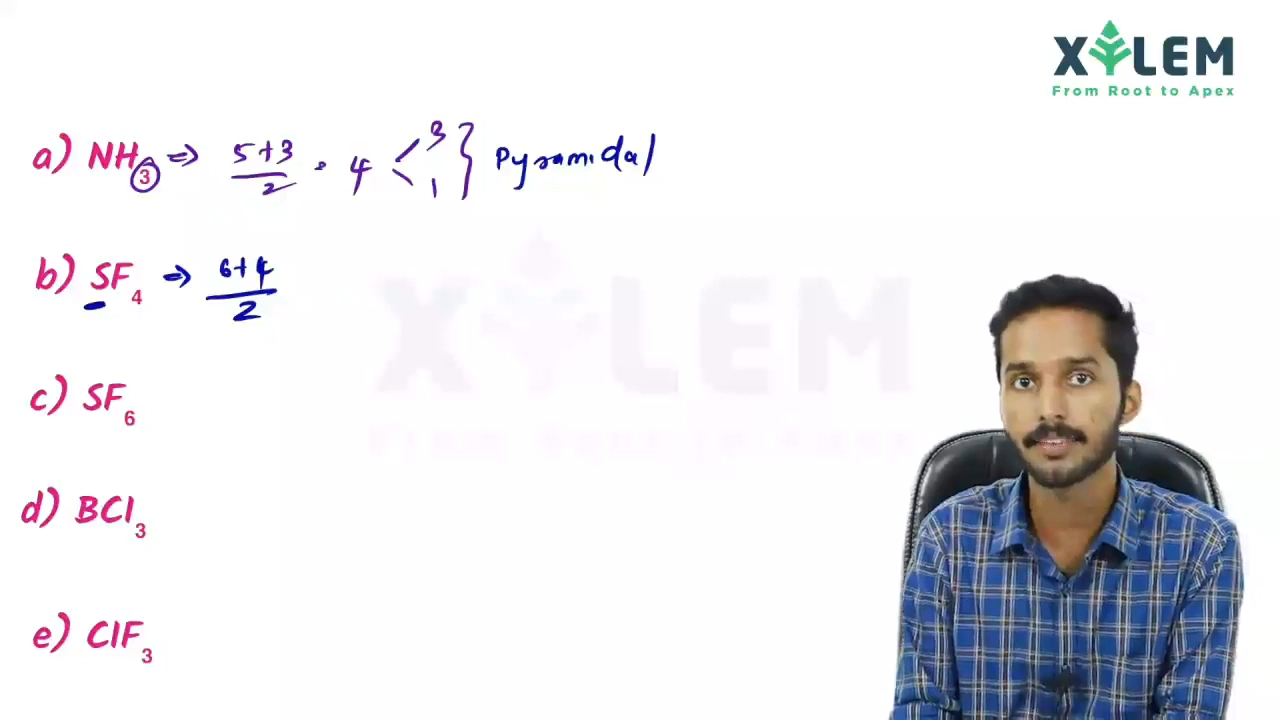 XYLEM
From Root to Apex
a) NH3 ⇒ 5+3/2 = 4 < 3 1 } Pyramidal
b) SF4 ⇒ 6+4/2
XYLEM
c) SF6
d) BCl3
e) ClF3